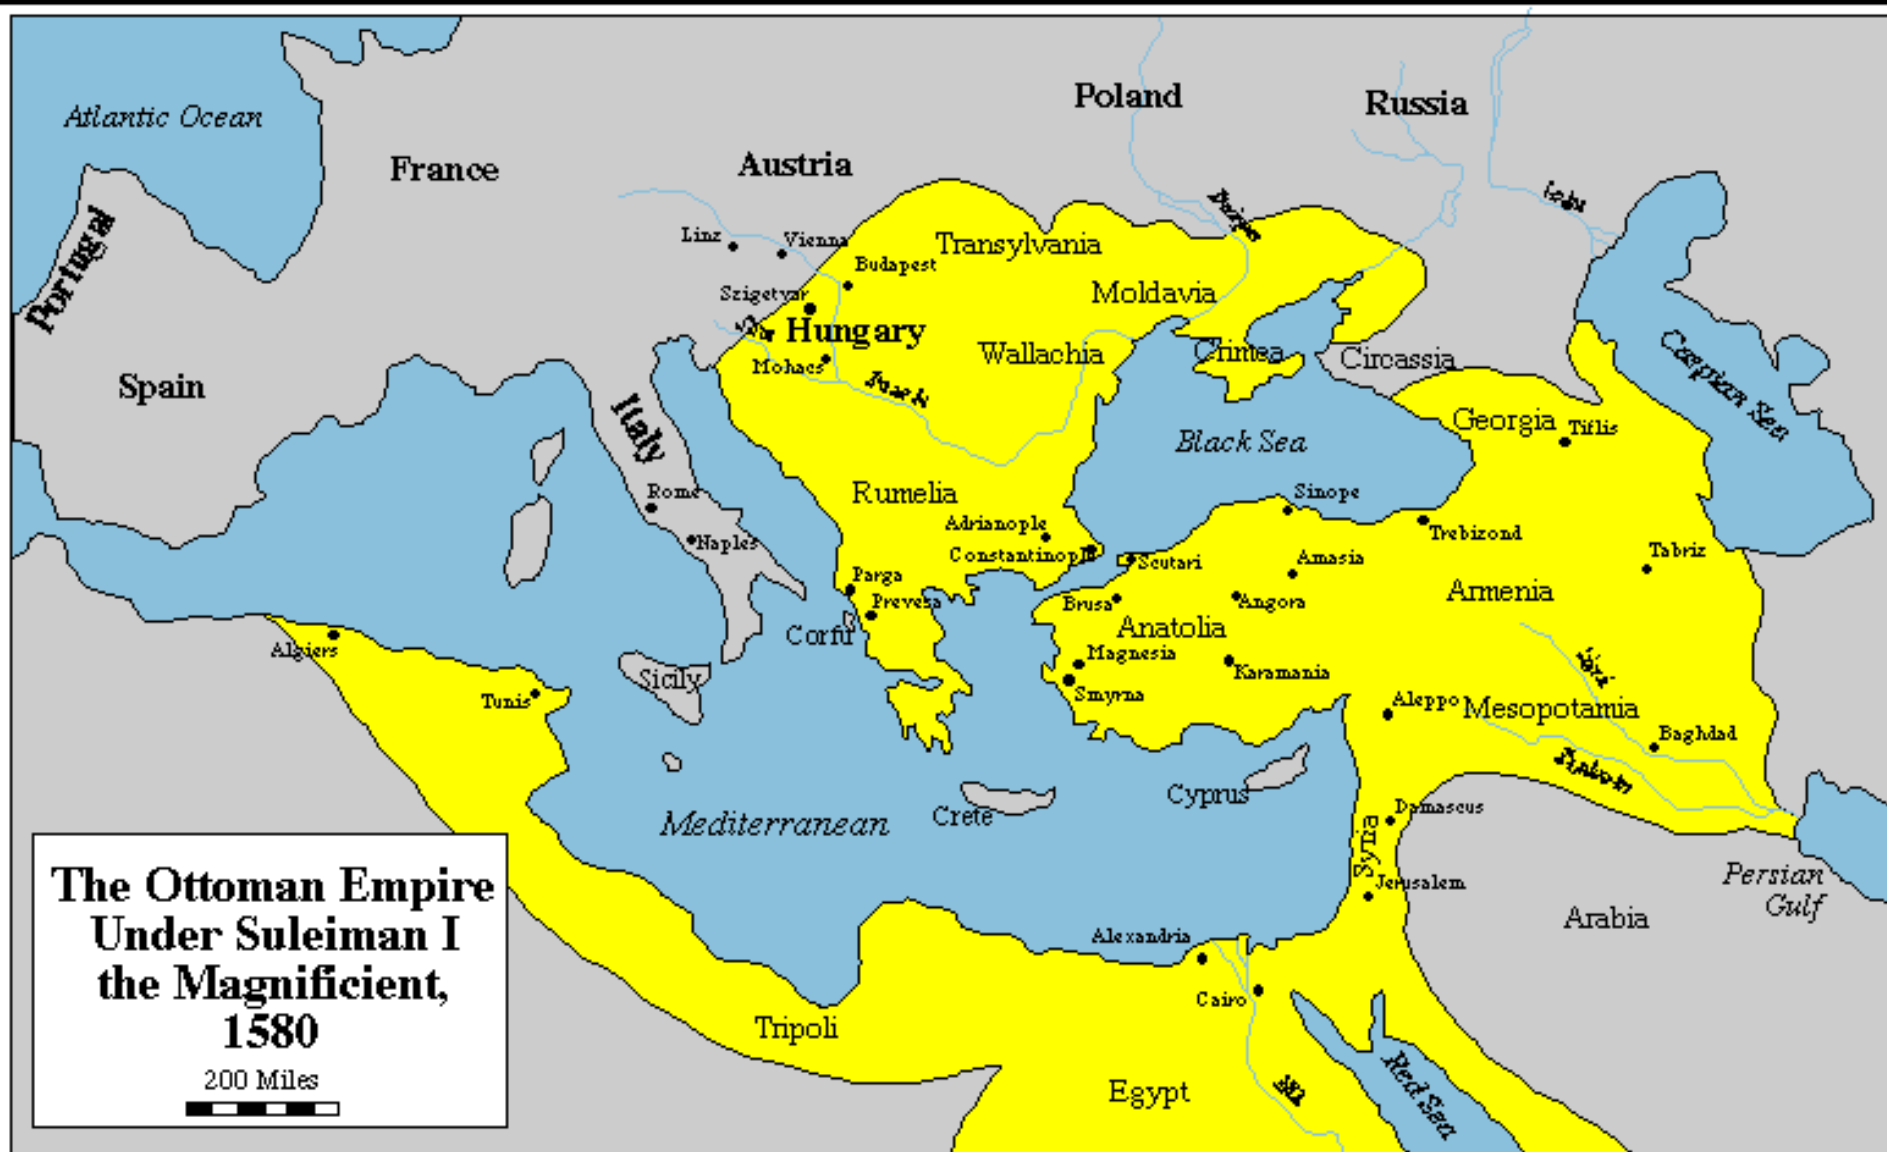 Atlantic Ocean
Portugal
Spain
France
Austria
Poland
Russia
Linz
Vienna
Budapest
Szigetvar
Hungary
Mohacs
Transylvania
Moldavia
Wallachia
Crimea
Circassia
Caspian Sea
Georgia
Tiflis
Black Sea
Italy
Rome
Naples
Rumelia
Adrianople
Constantinople
Scutari
Sinope
Trebizond
Amasia
Tabriz
Armenia
Parga
Prevesa
Corfu
Brusa
Angora
Anatolia
Magnesia
Smyrna
Karamania
Algiers
Tunis
Sicily
Aleppo
Mesopotamia
Baghdad
Mediterranean
Crete
Cyprus
Damascus
Syria
Jerusalem
Persian
Gulf
Arabia
Alexandria
Cairo
Tripoli
Egypt
Red Sea
The Ottoman Empire
Under Suleiman I
the Magnificient,
1580
200 Miles